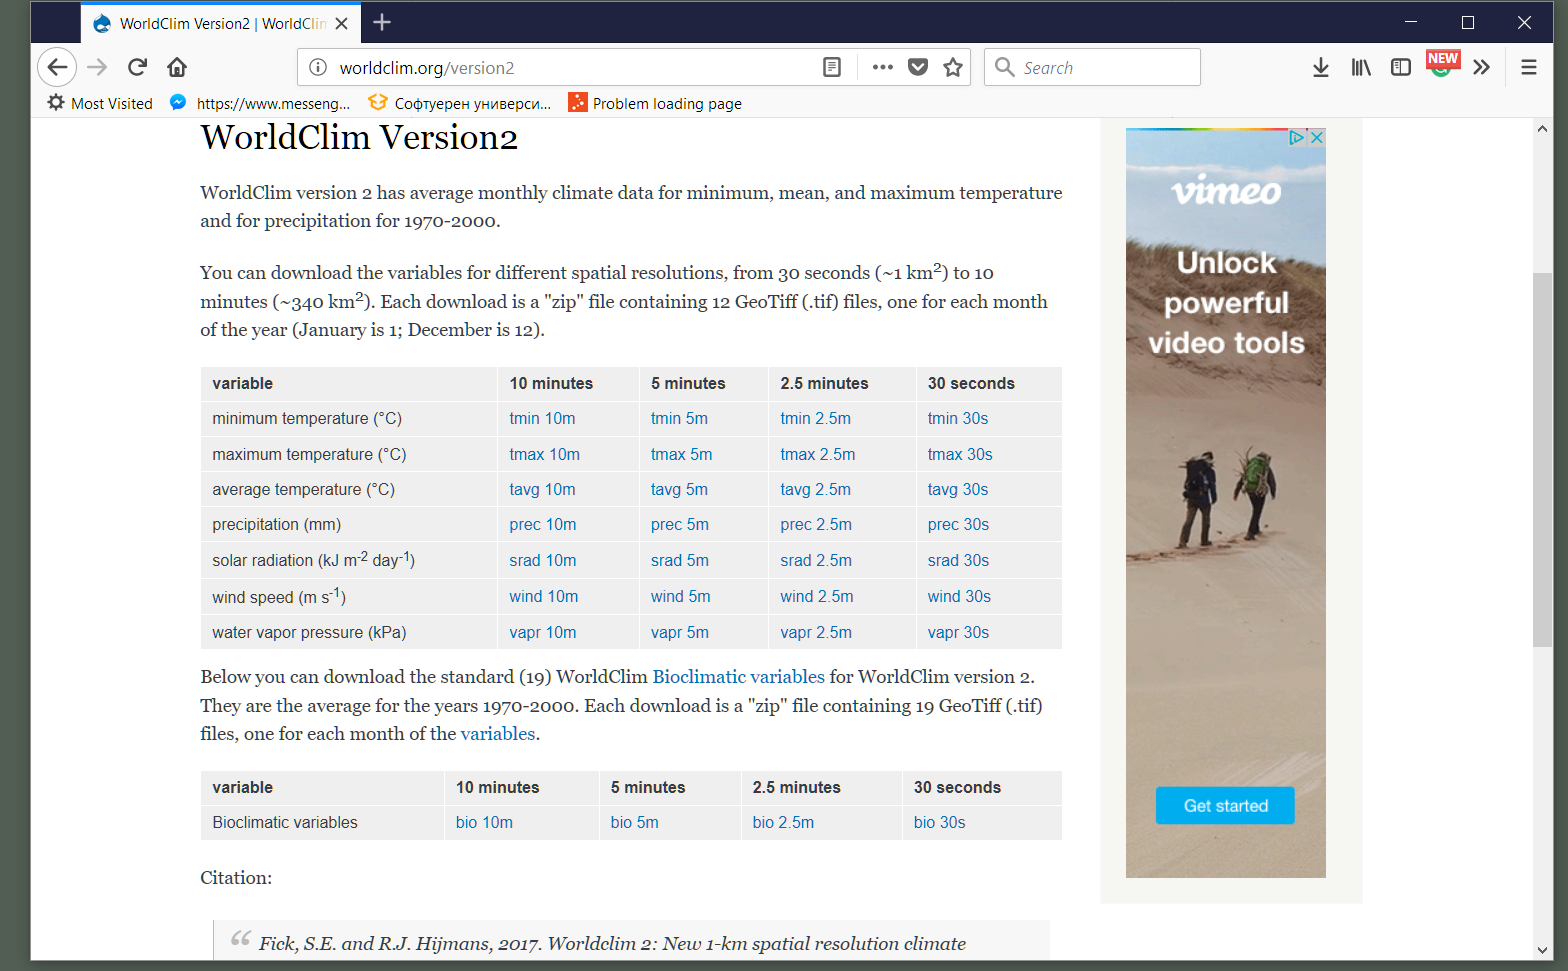 WorldClim Version2 | WorldClim
worldclim.org/version2
Search
NEW
Most Visited
https://www.messeng...
Софтуерен универси...
Problem loading page
WorldClim Version2
WorldClim version 2 has average monthly climate data for minimum, mean, and maximum temperature
and for precipitation for 1970-2000.
You can download the variables for different spatial resolutions, from 30 seconds (~1 km2) to 10
minutes (~340 km2). Each download is a "zip" file containing 12 GeoTiff (.tif) files, one for each month
of the year (January is 1; December is 12).
variable 10 minutes 5 minutes 2.5 minutes 30 seconds
minimum temperature (°C) tmin 10m tmin 5m tmin 2.5m tmin 30s
maximum temperature (°C) tmax 10m tmax 5m tmax 2.5m tmax 30s
average temperature (°C) tavg 10m tavg 5m tavg 2.5m tavg 30s
precipitation (mm) prec 10m prec 5m prec 2.5m prec 30s
solar radiation (kJ m-2 day-1) srad 10m srad 5m srad 2.5m srad 30s
wind speed (m s-1) wind 10m wind 5m wind 2.5m wind 30s
water vapor pressure (kPa) vapr 10m vapr 5m vapr 2.5m vapr 30s
Below you can download the standard (19) WorldClim Bioclimatic variables for WorldClim version 2.
They are the average for the years 1970-2000. Each download is a "zip" file containing 19 GeoTiff (.tif)
files, one for each month of the variables.
variable 10 minutes 5 minutes 2.5 minutes 30 seconds
Bioclimatic variables bio 10m bio 5m bio 2.5m bio 30s
Citation:
“ Fick, S.E. and R.J. Hijmans, 2017. Worldclim 2: New 1-km spatial resolution climate
vimeo
Unlock
powerful
video tools
Get started